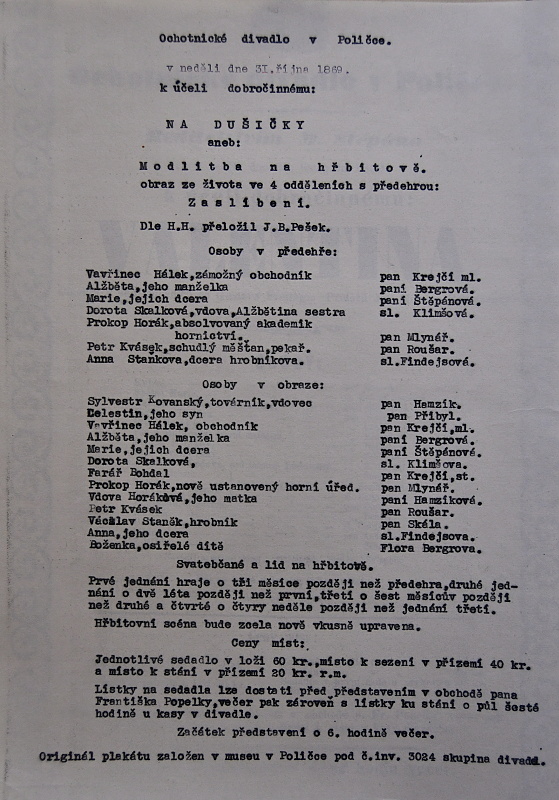 Ochotnické divadlo v Poličce.
v neděli dne 31.října 1869.
k účeli dobročinnému:
NA DUŠIČKY
aneb:
Modlitba na hřbitově.
obraz ze života ve 4 odděleních s předehrou:
Zaslíbení.
Dle H.H. přeložil J.B.Pešek.
Osoby v předehře:
Vavřinec Hálek,zámožný obchodník pan Krejčí ml.
Alžběta,jeho manželka paní Bergrová.
Marie,jejich dcera paní Štěpánová.
Dorota Skalková,vdova,Alžbětina sestra sl. Klimšová.
Prokop Horák,absolvovaný akademik
hornictví. pan Mlynář.
Petr Kvásek,schudlý měšťan,pekař. pan Roušar.
Anna Staňkova,dcera hrobníkova. sl.Findejsová.
Osoby v obraze:
Sylvestr Kovanský,továrník,vdovec pan Hamzík.
Celestin,jeho syn pan Přibyl.
Vavřinec Hálek, obchodník pan Krejčí,ml.
Alžběta,jeho manželka paní Bergrová.
Marie,jejich dcera paní Štěpánová.
Dorota Skalková, sl. Klimšova.
Farář Bohdal pan Krejčí,st.
Prokop Horák,nově ustanovený horní úřed. pan Mlynář.
Vdova Horáková,jeho matka paní Hamzíková.
Petr Kvásek pan Roušar.
Václav Staněk,hrobník pan Skála.
Anna,jeho dcera sl.Findejsova.
Boženka,osiřelé dítě Flora Bergrova.
Svatebčané a lid na hřbitově.
Prvé jednání hraje o tři měsíce později než předehra,druhé jed-
nání o dvě léta později než první,třetí o šest měsícův později
než druhé a čtvrté o čtyry neděle později než jednání třetí.
Hřbitovní scéna bude zcela nově vkusně upravena.
Ceny míst:
Jednotlivé sedadlo v loži 60 kr.,místo k sezení v přízemí 40 kr.
a místo k stání v přízemí 20 kr. r.m.
Lístky na sedadla lze dostati před představením v obchodě pana
Františka Popelky,večer pak zároveň s lístky ku stání o půl šesté
hodině u kasy v divadle.
Začátek představení o 6. hodině večer.
Originál plakátu založen v museu v Poličce pod č.inv. 3024 skupina divadl.